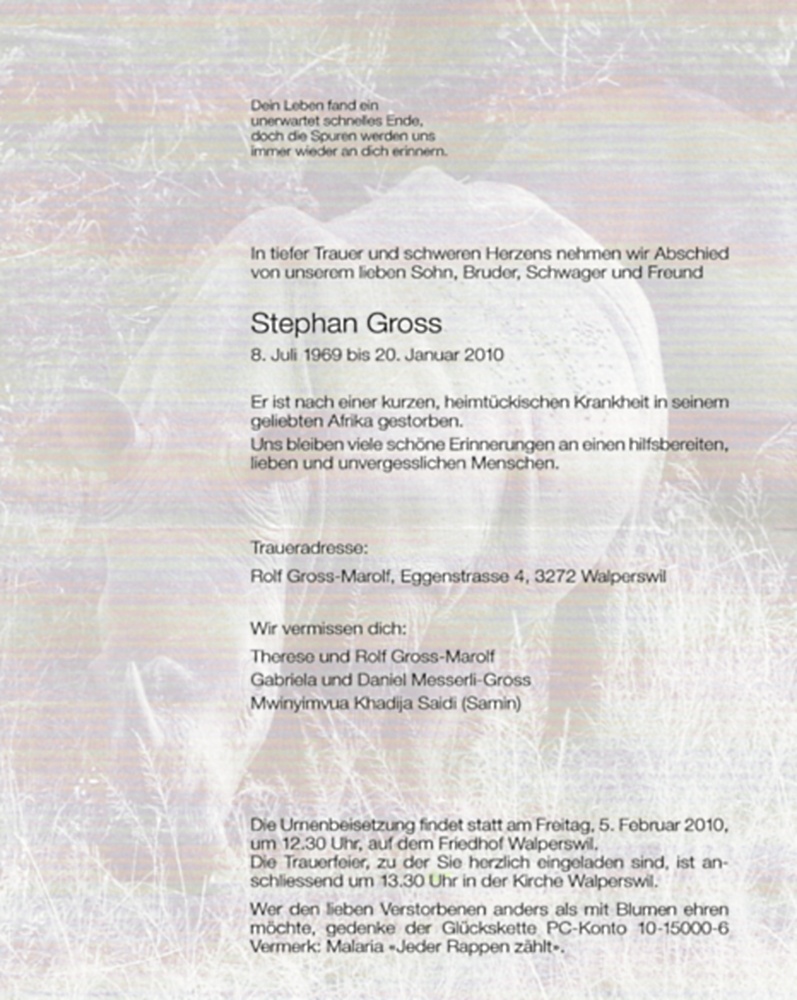 Dein Leben fand ein
unerwartet schnelles Ende,
doch die Spuren werden uns
immer wieder an dich erinnern.
In tiefer Trauer und schweren Herzens nehmen wir Abschied
von unserem lieben Sohn, Bruder, Schwager und Freund
Stephan Gross
8. Juli 1969 bis 20. Januar 2010
Er ist nach einer kurzen, heimtückischen Krankheit in seinem
geliebten Afrika gestorben.
Uns bleiben viele schöne Erinnerungen an einen hilfsbereiten,
lieben und unvergesslichen Menschen.
Traueradresse:
Rolf Gross-Marolf, Eggenstrasse 4, 3272 Walperswil
Wir vermissen dich:
Therese und Rolf Gross-Marolf
Gabriela und Daniel Messerli-Gross
Mwinyimvua Khadija Saidi (Samin)
Die Urnenbeisetzung findet statt am Freitag, 5. Februar 2010,
um 12.30 Uhr, auf dem Friedhof Walperswil.
Die Trauerfeier, zu der Sie herzlich eingeladen sind, ist an-
schliessend um 13.30 Uhr in der Kirche Walperswil.
Wer den lieben Verstorbenen anders als mit Blumen ehren
möchte, gedenke der Glückskette PC-Konto 10-15000-6
Vermerk: Malaria «Jeder Rappen zählt».